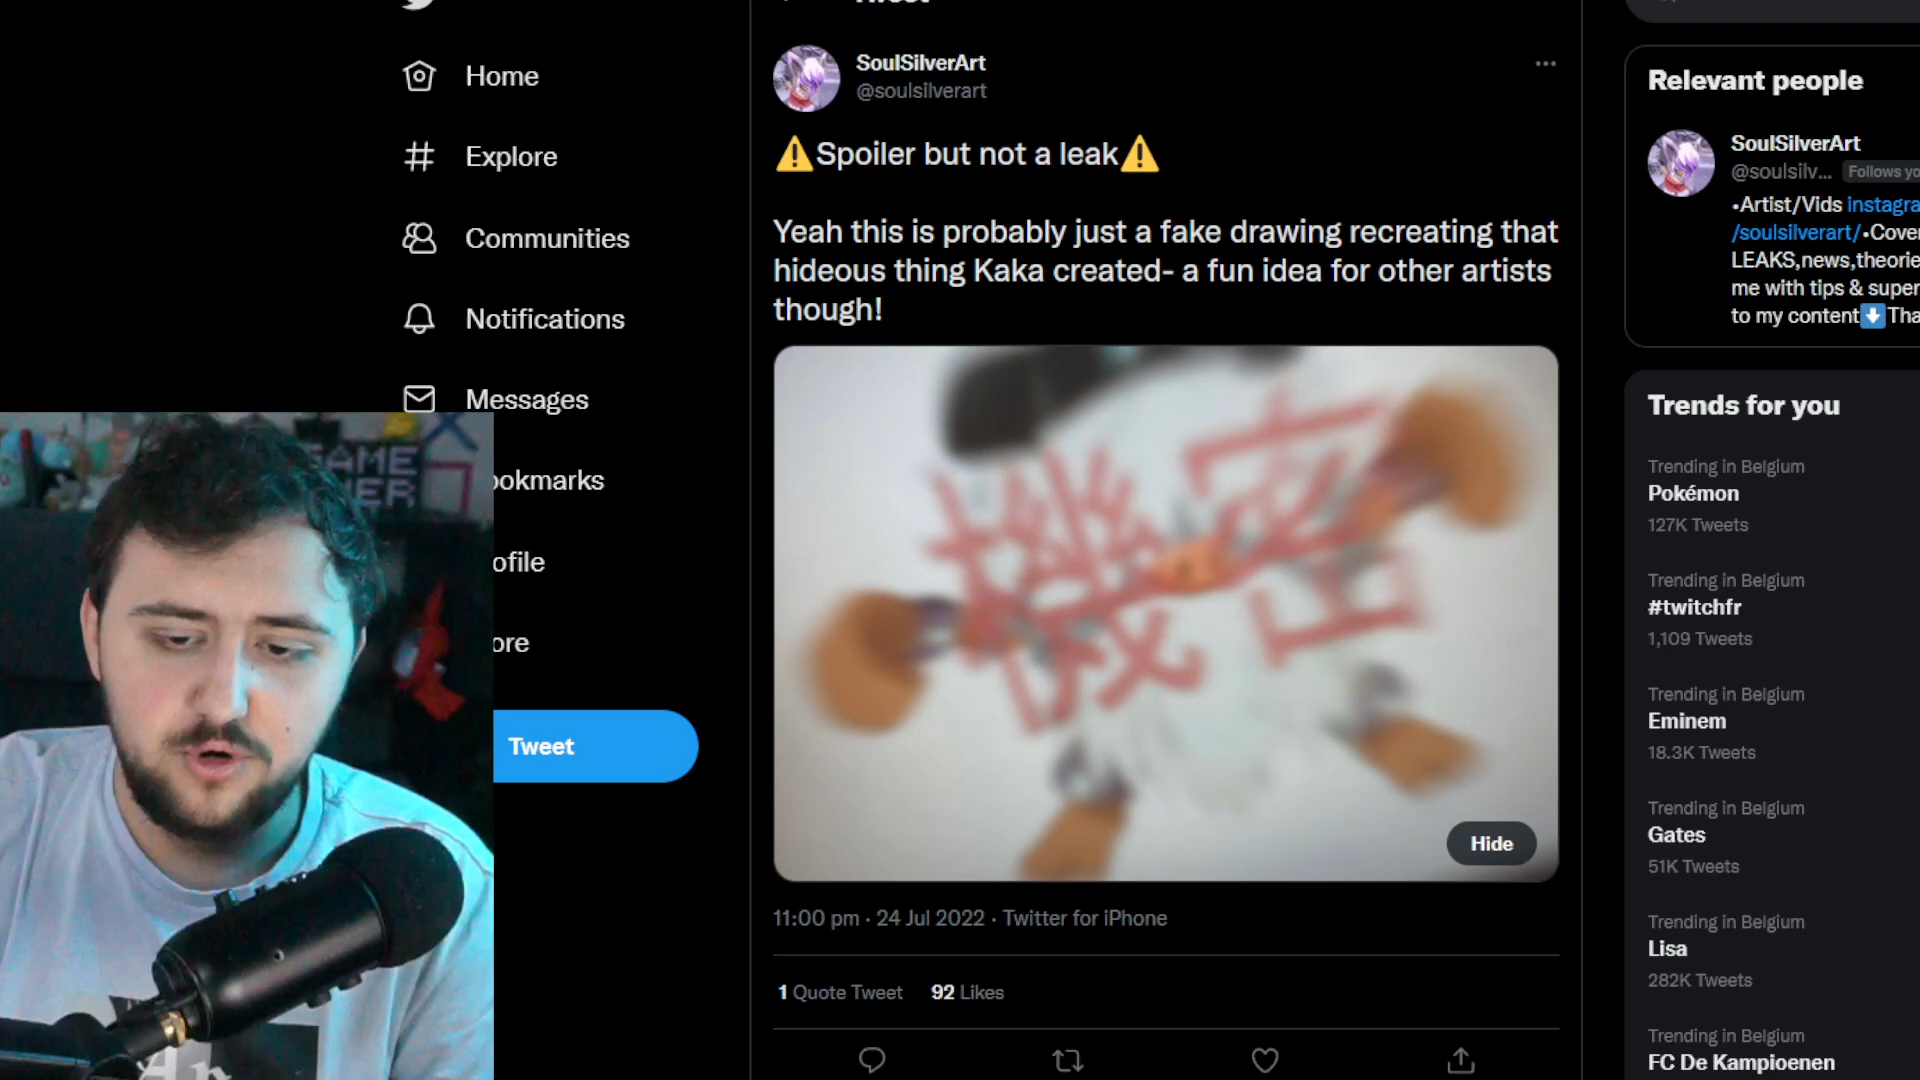 Home
Explore
Communities
Notifications
Messages
ookmarks
ofile
ore
Tweet
SoulSilverArt
@soulsilverart
⚠️Spoiler but not a leak⚠️
Yeah this is probably just a fake drawing recreating that
hideous thing Kaka created- a fun idea for other artists
though!
機密
Hide
11:00 pm · 24 Jul 2022 · Twitter for iPhone
1 Quote Tweet 92 Likes
Relevant people
SoulSilverArt
@soulsilv... Follows yo
•Artist/Vids instagra
/soulsilverart/•Cove
LEAKS,news,theorie
me with tips & super
to my content⬇️Tha
Trends for you
Trending in Belgium
Pokémon
127K Tweets
Trending in Belgium
#twitchfr
1,109 Tweets
Trending in Belgium
Eminem
18.3K Tweets
Trending in Belgium
Gates
51K Tweets
Trending in Belgium
Lisa
282K Tweets
Trending in Belgium
FC De Kampioenen
GAME